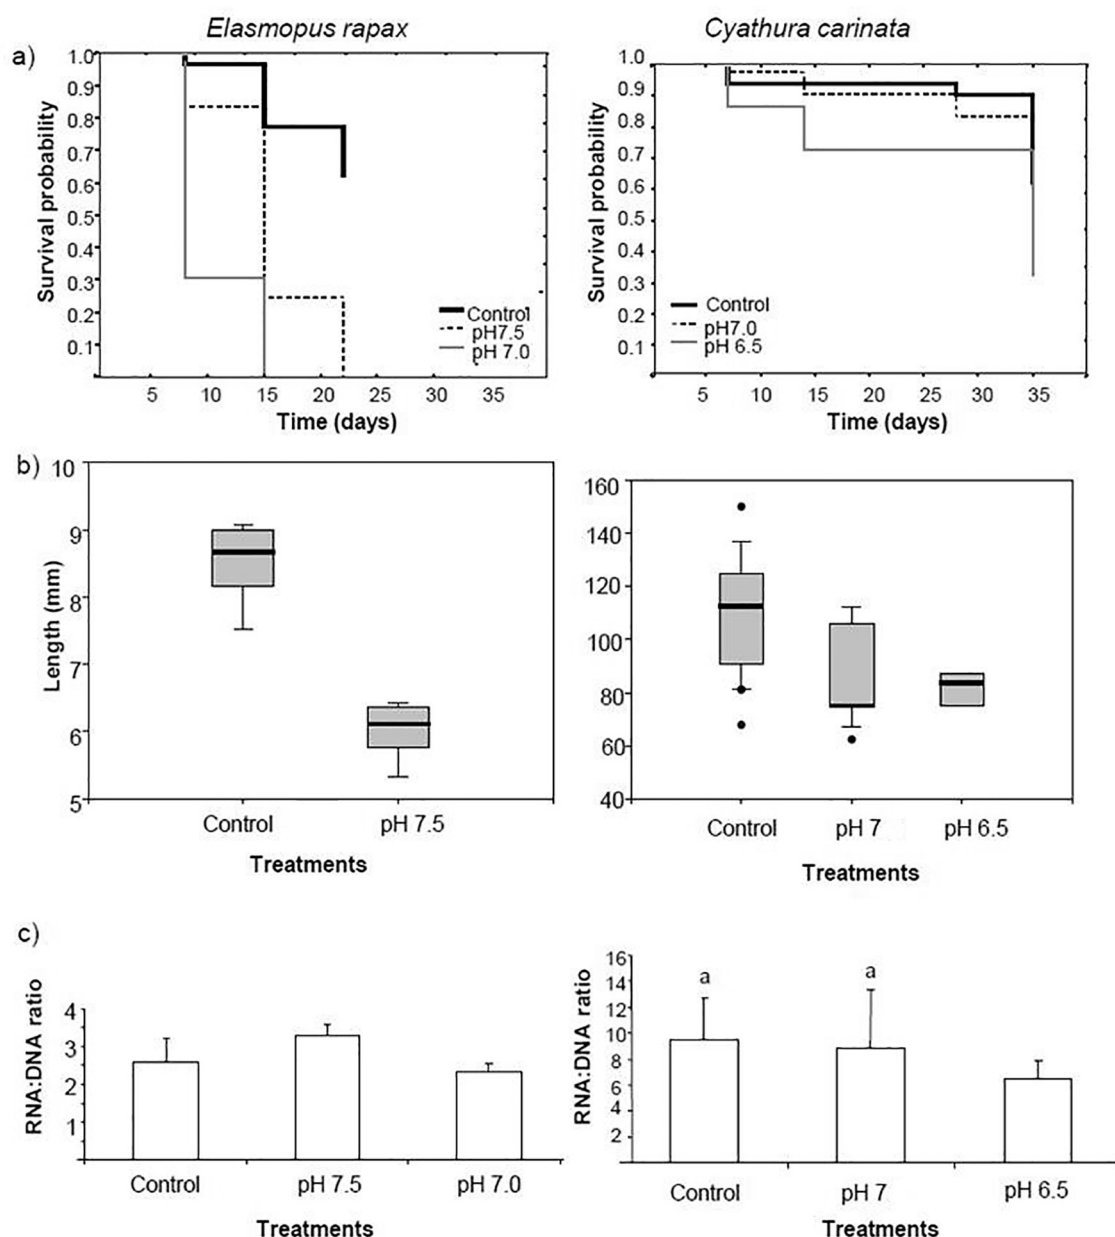 Elasmopus rapax
Cyathura carinata
a)
Survival probability
1.0
0.9
0.8
0.7
0.6
0.5
0.4
0.3
0.2
0.1
5 10 15 20 25 30 35
Time (days)
Control
pH7.5
pH 7.0
Survival probability
1.0
0.9
0.8
0.7
0.6
0.5
0.4
0.3
0.2
0.1
5 10 15 20 25 30 35
Time (days)
Control
pH7.0
pH 6.5
b)
Length (mm)
10
9
8
7
6
5
Control pH 7.5
Treatments
160
140
120
100
80
60
40
Control pH 7 pH 6.5
Treatments
c)
RNA:DNA ratio
4
3
2
1
Control pH 7.5 pH 7.0
Treatments
RNA:DNA ratio
16
14
12
10
8
6
4
2
a a
Control pH 7 pH 6.5
Treatments